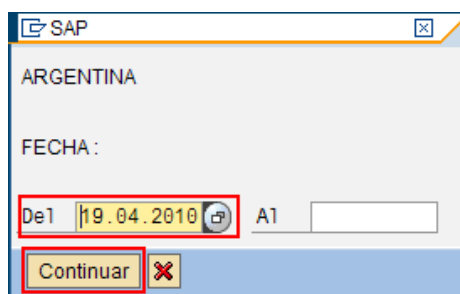 SAP
ARGENTINA
FECHA :
Del 19.04.2010 Al
Continuar